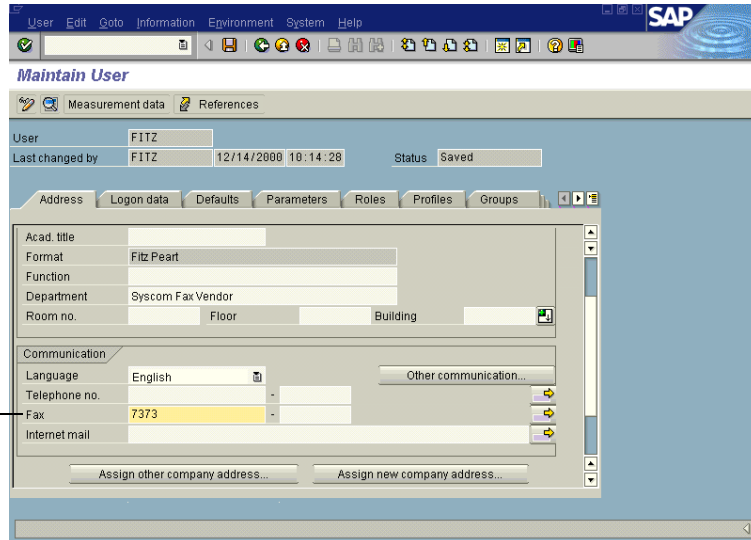 User Edit Goto Information Environment System Help
SAP
Maintain User
Measurement data References
User FITZ
Last changed by FITZ 12/14/2000 10:14:28 Status Saved
Address Logon data Defaults Parameters Roles Profiles Groups
Acad. title
Format Fitz Peart
Function
Department Syscom Fax Vendor
Room no. Floor Building
Communication
Language English Other communication...
Telephone no. -
Fax 7373 -
Internet mail
Assign other company address... Assign new company address...